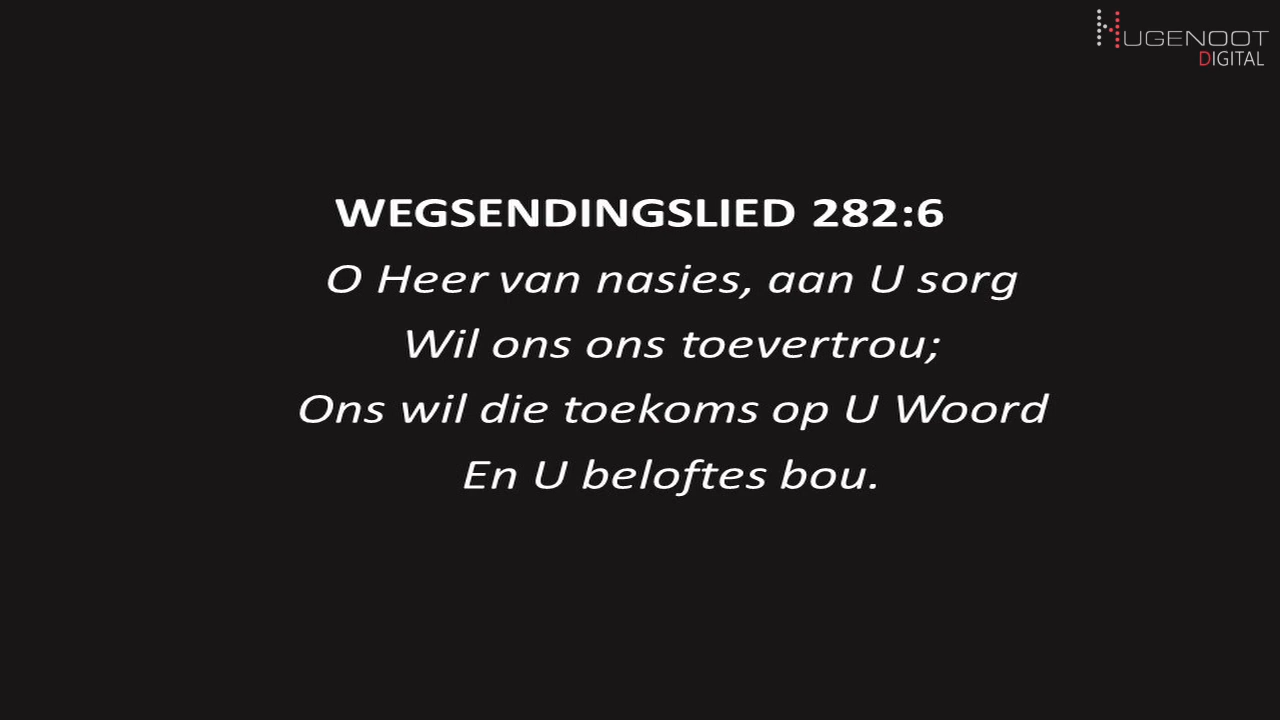 HUGENOOT
DIGITAL
WEGSENDINGSLIED 282:6
O Heer van nasies, aan U sorg
Wil ons ons toevertrou;
Ons wil die toekoms op U Woord
En U beloftes bou.